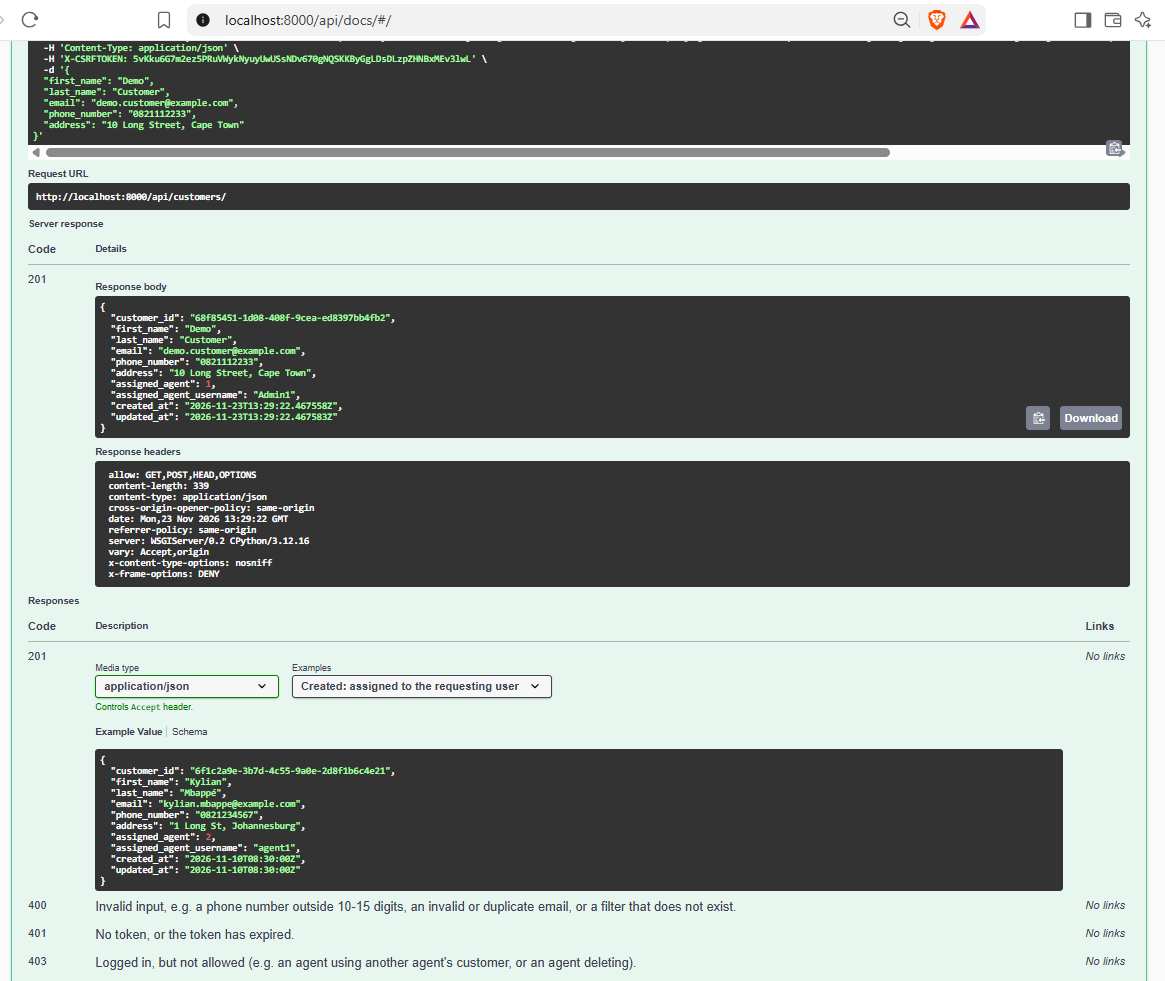 localhost:8000/api/docs/#/
-H 'Content-Type: application/json' \
-H 'X-CSRFTOKEN: 5vKku6G7m2ez5PRuVWykNyuyUwUSsNDv670gNQSKKByGgLDsDLzpZHNBxMEv3lwL' \
-d '{
"first_name": "Demo",
"last_name": "Customer",
"email": "demo.customer@example.com",
"phone_number": "0821112233",
"address": "10 Long Street, Cape Town"
}'
Request URL
http://localhost:8000/api/customers/
Server response
Code Details
201
Response body
{
"customer_id": "68f85451-1d08-408f-9cea-ed8397bb4fb2",
"first_name": "Demo",
"last_name": "Customer",
"email": "demo.customer@example.com",
"phone_number": "0821112233",
"address": "10 Long Street, Cape Town",
"assigned_agent": 1,
"assigned_agent_username": "Admin1",
"created_at": "2026-11-23T13:29:22.467558Z",
"updated_at": "2026-11-23T13:29:22.467583Z"
}
Download
Response headers
allow: GET,POST,HEAD,OPTIONS
content-length: 339
content-type: application/json
cross-origin-opener-policy: same-origin
date: Mon,23 Nov 2026 13:29:22 GMT
referrer-policy: same-origin
server: WSGIServer/0.2 CPython/3.12.16
vary: Accept,origin
x-content-type-options: nosniff
x-frame-options: DENY
Responses
Code Description Links
201 No links
Media type Examples
application/json Created: assigned to the requesting user
Controls Accept header.
Example Value Schema
{
"customer_id": "6f1c2a9e-3b7d-4c55-9a0e-2d8f1b6c4e21",
"first_name": "Kylian",
"last_name": "Mbappé",
"email": "kylian.mbappe@example.com",
"phone_number": "0821234567",
"address": "1 Long St, Johannesburg",
"assigned_agent": 2,
"assigned_agent_username": "agent1",
"created_at": "2026-11-10T08:30:00Z",
"updated_at": "2026-11-10T08:30:00Z"
}
400 Invalid input, e.g. a phone number outside 10-15 digits, an invalid or duplicate email, or a filter that does not exist. No links
401 No token, or the token has expired. No links
403 Logged in, but not allowed (e.g. an agent using another agent's customer, or an agent deleting). No links